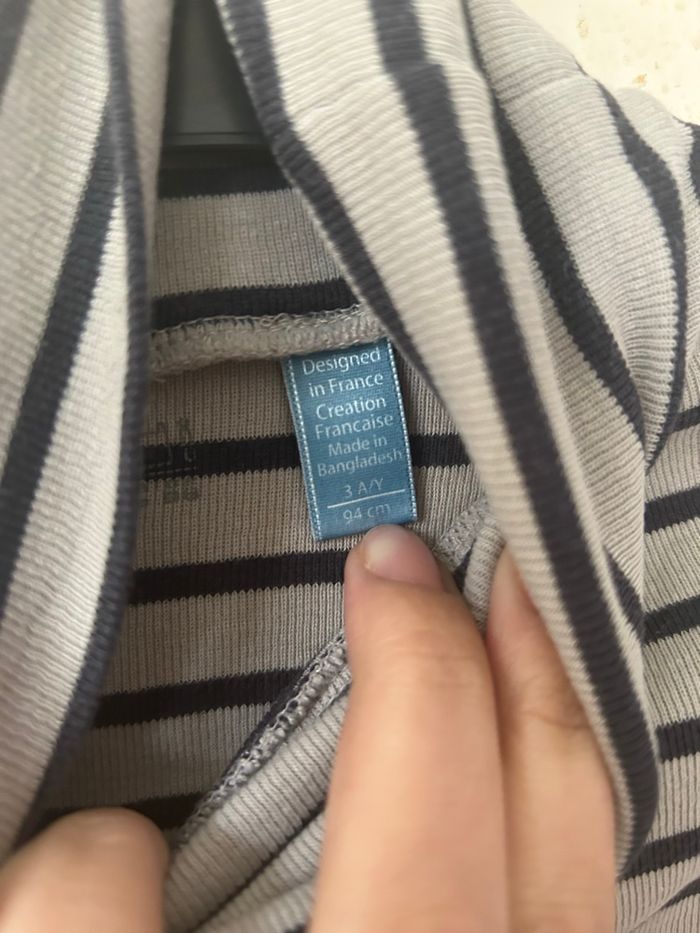 Designed
in France
Creation
Francaise
Made in
Bangladesh
3 A/Y
94 cm